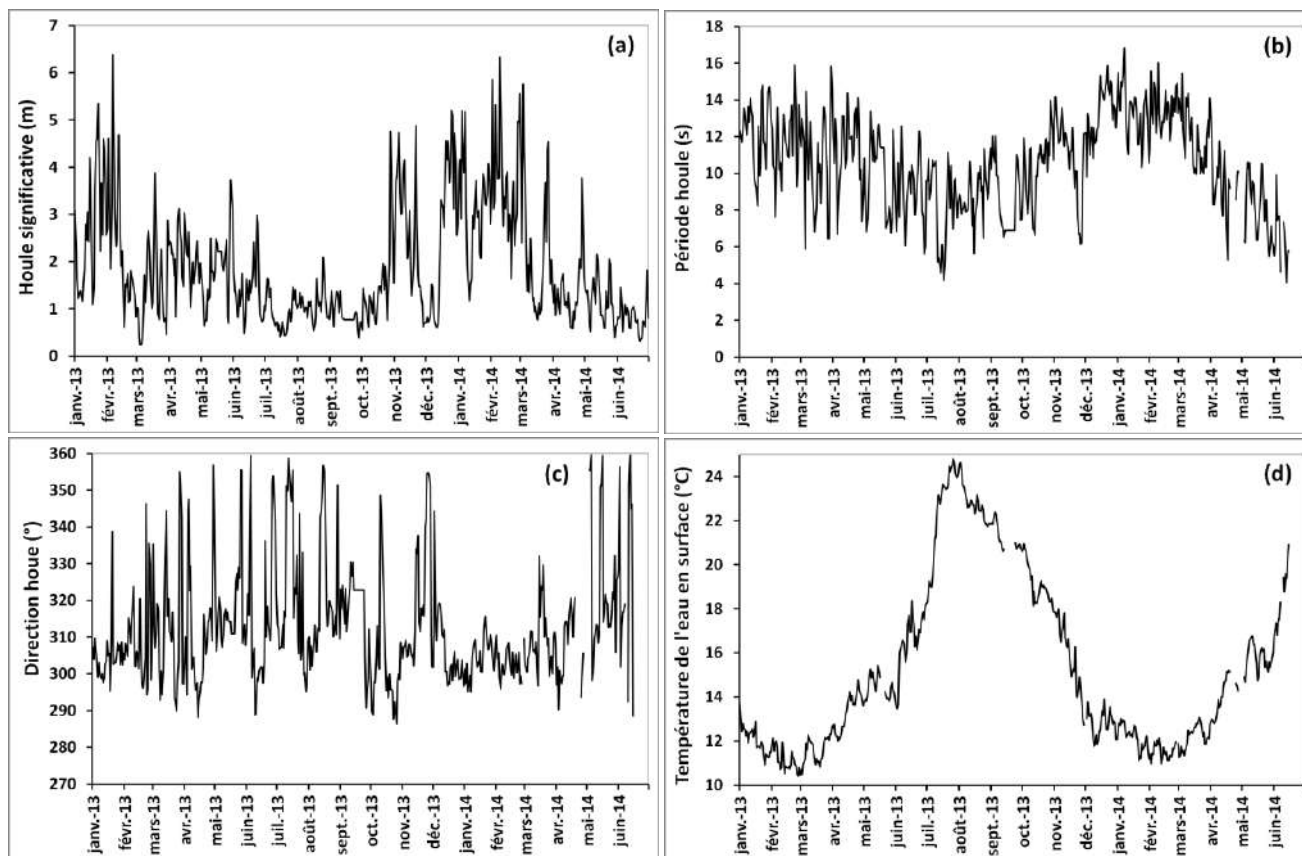 (a)
Houle significative (m)
7
6
5
4
3
2
1
0
janv.-13
févr.-13
mars-13
avr.-13
mai-13
juin-13
juil.-13
août-13
sept.-13
oct.-13
nov.-13
déc.-13
janv.-14
févr.-14
mars-14
avr.-14
mai-14
juin-14
(b)
Période houle (s)
18
16
14
12
10
8
6
4
2
0
janv.-13
févr.-13
mars-13
avr.-13
mai-13
juin-13
juil.-13
août-13
sept.-13
oct.-13
nov.-13
déc.-13
janv.-14
févr.-14
mars-14
avr.-14
mai-14
juin-14
(c)
Direction houe (°)
360
350
340
330
320
310
300
290
280
270
janv.-13
févr.-13
mars-13
avr.-13
mai-13
juin-13
juil.-13
août-13
sept.-13
oct.-13
nov.-13
déc.-13
janv.-14
févr.-14
mars-14
avr.-14
mai-14
juin-14
(d)
Température de l'eau en surface (°C)
24
22
20
18
16
14
12
10
janv.-13
févr.-13
mars-13
avr.-13
mai-13
juin-13
juil.-13
août-13
sept.-13
oct.-13
nov.-13
déc.-13
janv.-14
févr.-14
mars-14
avr.-14
mai-14
juin-14